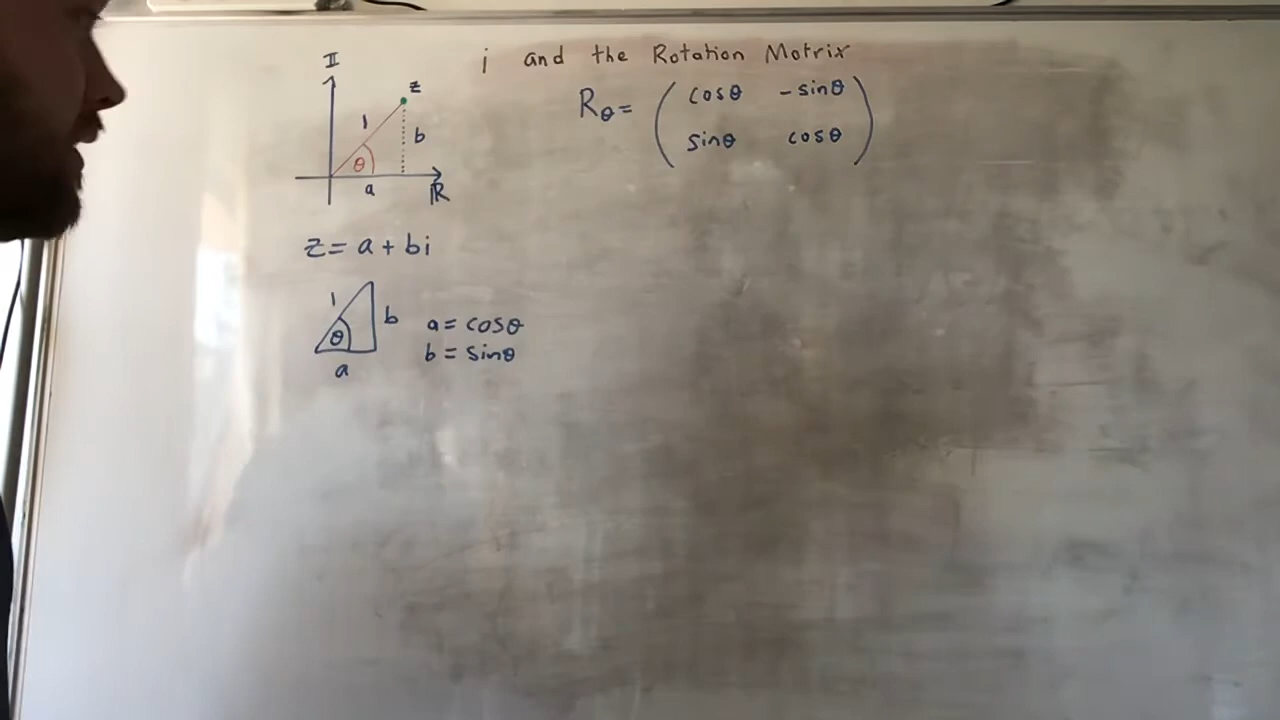 i and the Rotation Matrix
II
z
1
b
θ
a
ℝ
Rθ = ( cosθ -sinθ
sinθ cosθ )
z = a + bi
1
b
θ
a
a = cosθ
b = sinθ